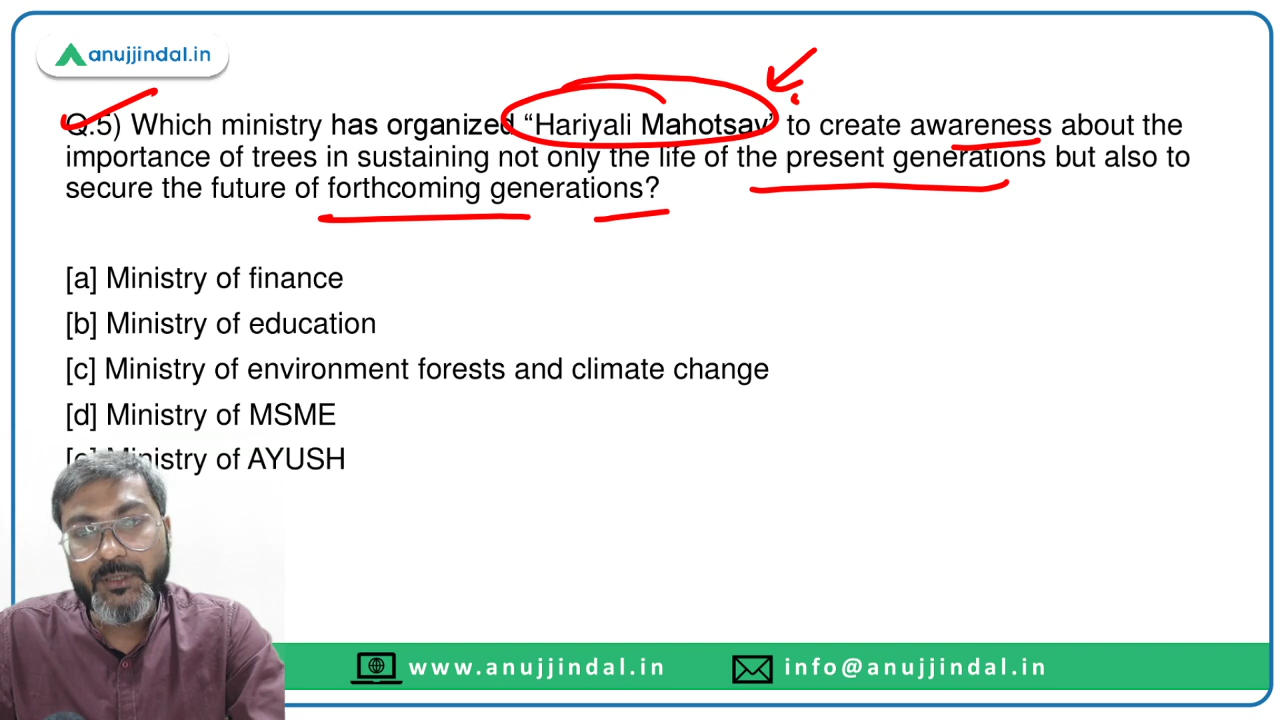 anujjindal.in
Q.5) Which ministry has organized “Hariyali Mahotsav” to create awareness about the
importance of trees in sustaining not only the life of the present generations but also to
secure the future of forthcoming generations?
[a] Ministry of finance
[b] Ministry of education
[c] Ministry of environment forests and climate change
[d] Ministry of MSME
[e] Ministry of AYUSH
www.anujjindal.in info@anujjindal.in